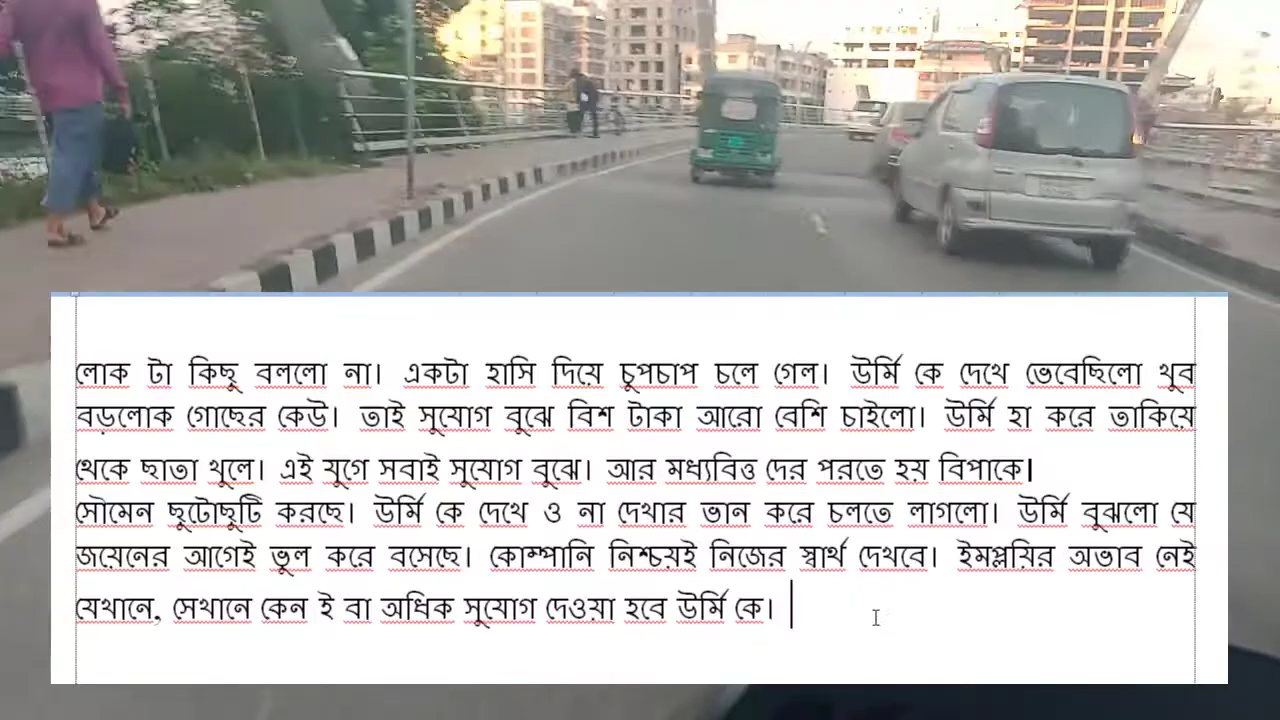 লোক টা কিছু বললো না। একটা হাসি দিয়ে চুপচাপ চলে গেল। উর্মি কে দেখে ভেবেছিলো খুব
বড়লোক গোছের কেউ। তাই সুযোগ বুঝে বিশ টাকা আরো বেশি চাইলো। উর্মি হা করে তাকিয়ে
থেকে ছাতা খুলে। এই যুগে সবাই সুযোগ বুঝে। আর মধ্যবিত্ত দের পরতে হয় বিপাকে।
সৌমেন ছুটোছুটি করছে। উর্মি কে দেখে ও না দেখার ভান করে চলতে লাগলো। উর্মি বুঝলো যে
জয়েনের আগেই ভুল করে বসেছে। কোম্পানি নিশ্চয়ই নিজের স্বার্থ দেখবে। ইমপ্লয়ির অভাব নেই
যেখানে, সেখানে কেন ই বা অধিক সুযোগ দেওয়া হবে উর্মি কে।